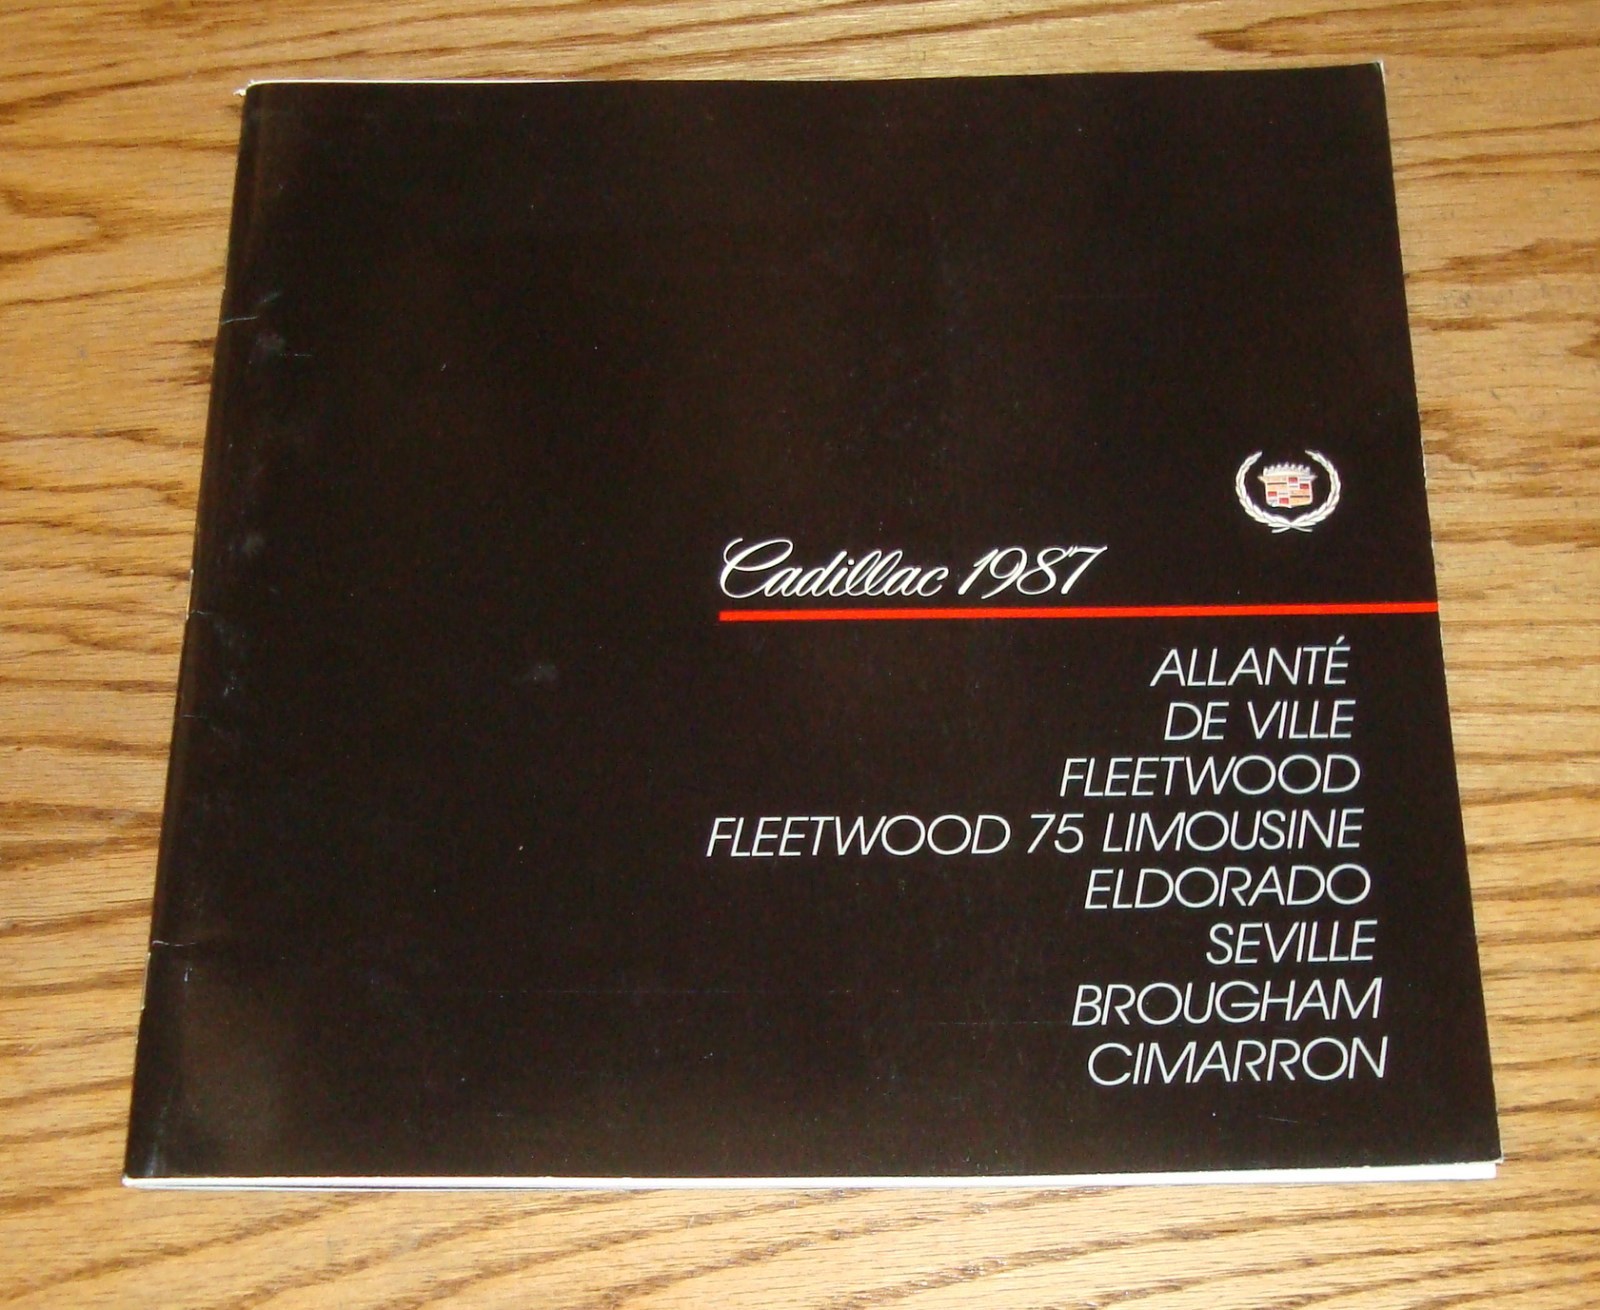 Cadillac 1987
ALLANTÉ
DE VILLE
FLEETWOOD
FLEETWOOD 75 LIMOUSINE
ELDORADO
SEVILLE
BROUGHAM
CIMARRON